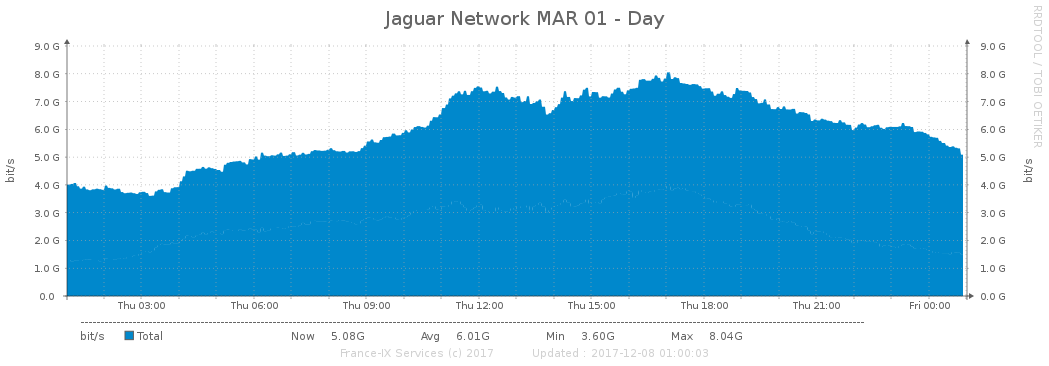 Jaguar Network MAR 01 - Day
RRDTOOL / TOBI OETIKER
9.0 G 9.0 G
8.0 G 8.0 G
7.0 G 7.0 G
6.0 G 6.0 G
5.0 G 5.0 G
4.0 G 4.0 G
3.0 G 3.0 G
2.0 G 2.0 G
1.0 G 1.0 G
0.0 0.0 G
bit/s bit/s
Thu 03:00 Thu 06:00 Thu 09:00 Thu 12:00 Thu 15:00 Thu 18:00 Thu 21:00 Fri 00:00
bit/s Total Now 5.08G Avg 6.01G Min 3.60G Max 8.04G
France-IX Services (c) 2017 Updated : 2017-12-08 01:00:03